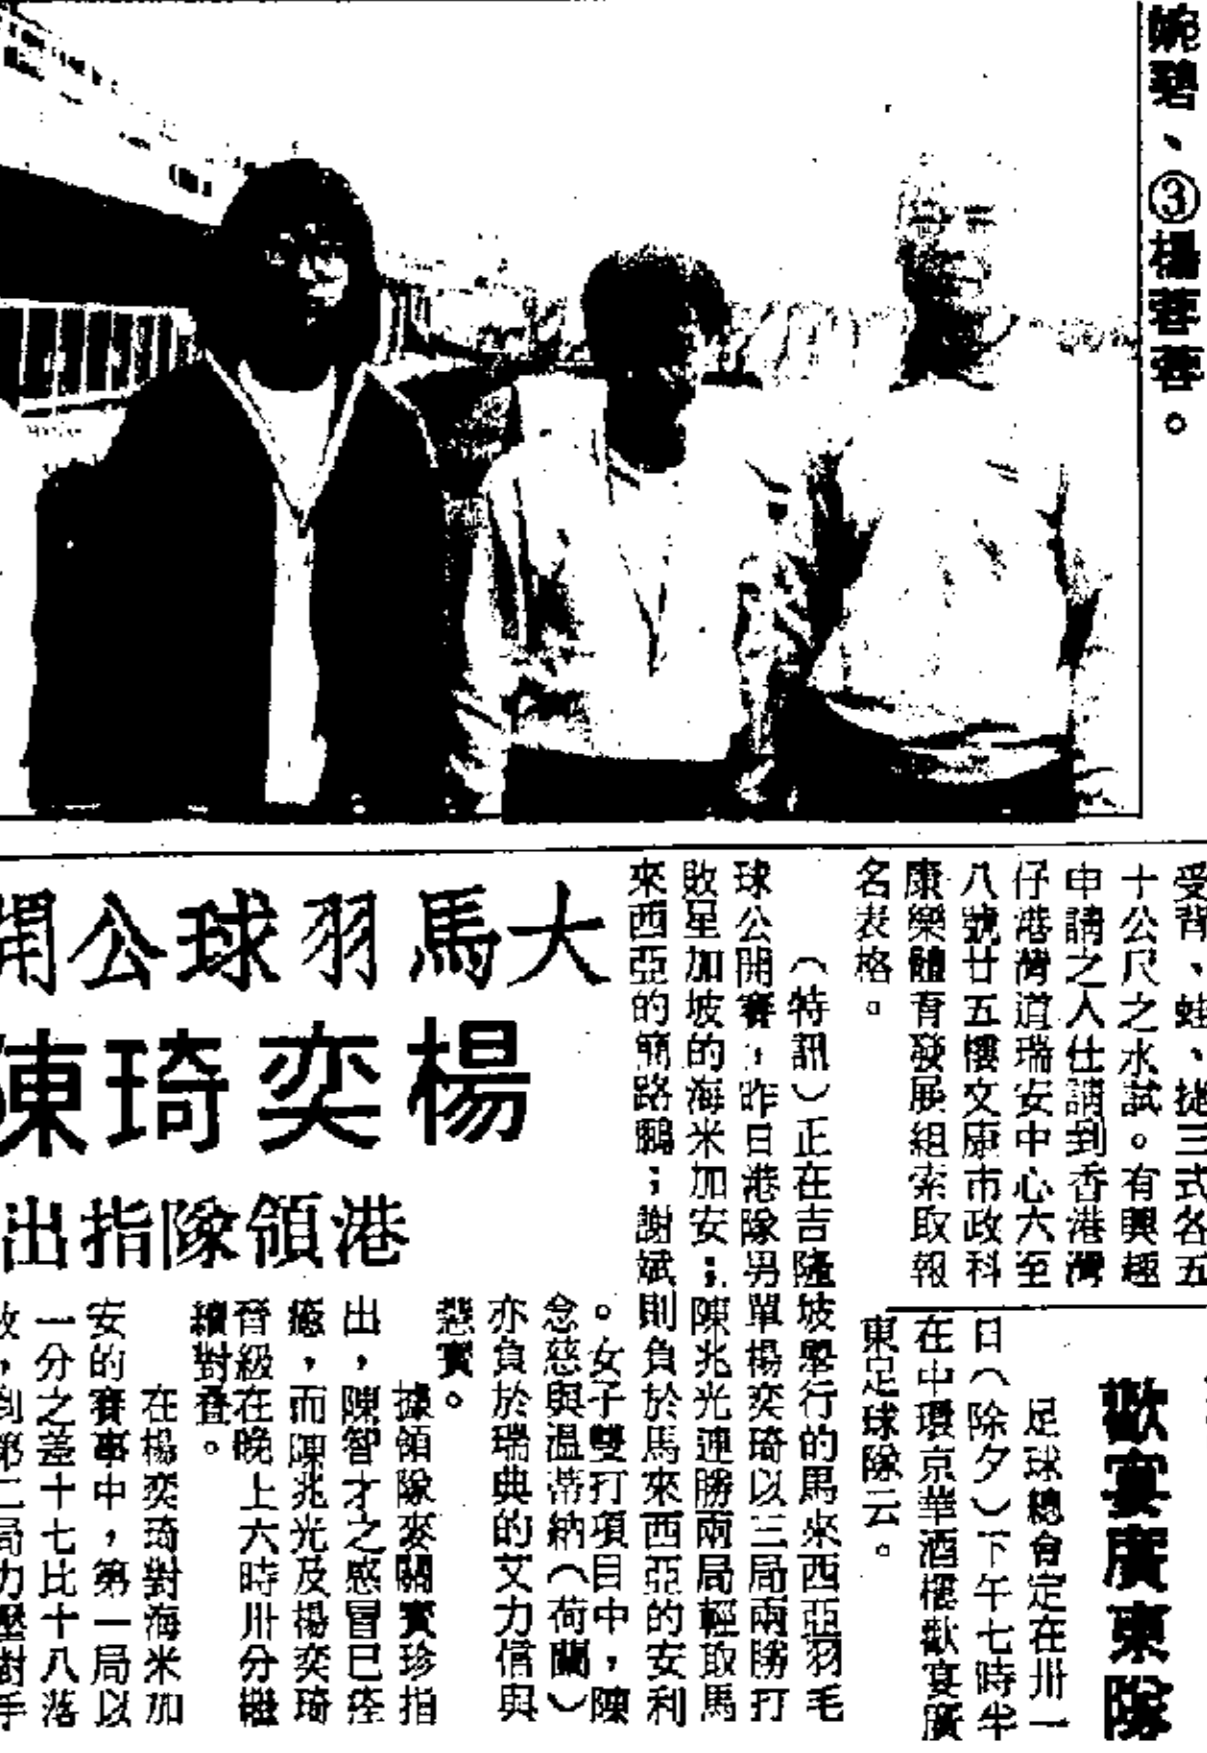 婉碧、③楊蓉蓉。
受背、蛙、捷三式各五
十公尺之水試。有興趣
申請之人仕請到香港灣
仔港灣道瑞安中心六至
八號廿五樓文康市政科
康樂體育發展組索取報
名表格。
歡宴廣東隊
足球總會定在卅一
日（除夕）下午七時半
在中環京華酒樓歡宴廣
東足球隊云。
大馬羽球公開
楊奕琦陳
港領隊指出
（特訊）正在吉隆坡舉行的馬來西亞羽毛
球公開賽，昨日港隊男單楊奕琦以三局兩勝打
敗星加坡的海米加安；陳兆光連勝兩局輕取馬
來西亞的簡路鵬；謝斌則負於馬來西亞的安利
。女子雙打項目中，陳
念慈與溫蒂納（荷蘭）
亦負於瑞典的艾力信與
慧實。
據領隊麥關寶珍指
出，陳智才之感冒已痊
癒，而陳兆光及楊奕琦
晉級在晚上六時卅分繼
續對疊。
在楊奕琦對海米加
安的賽事中，第一局以
一分之差十七比十八落
敗，到第二局力壓對手